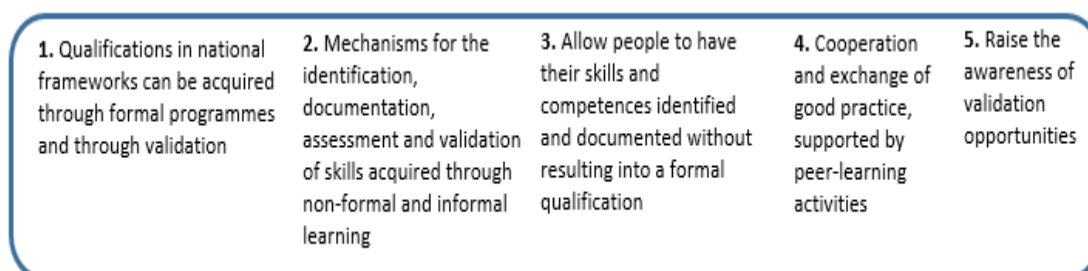 1. Qualifications in national
frameworks can be acquired
through formal programmes
and through validation
2. Mechanisms for the
identification,
documentation,
assessment and validation
of skills acquired through
non-formal and informal
learning
3. Allow people to have
their skills and
competences identified
and documented without
resulting into a formal
qualification
4. Cooperation
and exchange of
good practice,
supported by
peer-learning
activities
5. Raise the
awareness of
validation
opportunities